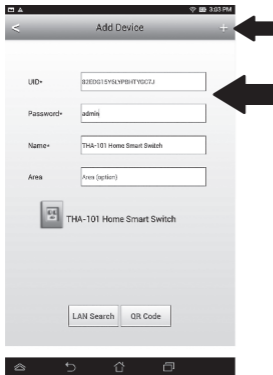 3:03 PM
Add Device
UID*
Password* admin
Name* THA-101 Home Smart Switch
Area Area (option)
THA-101 Home Smart Switch
LAN Search QR Code